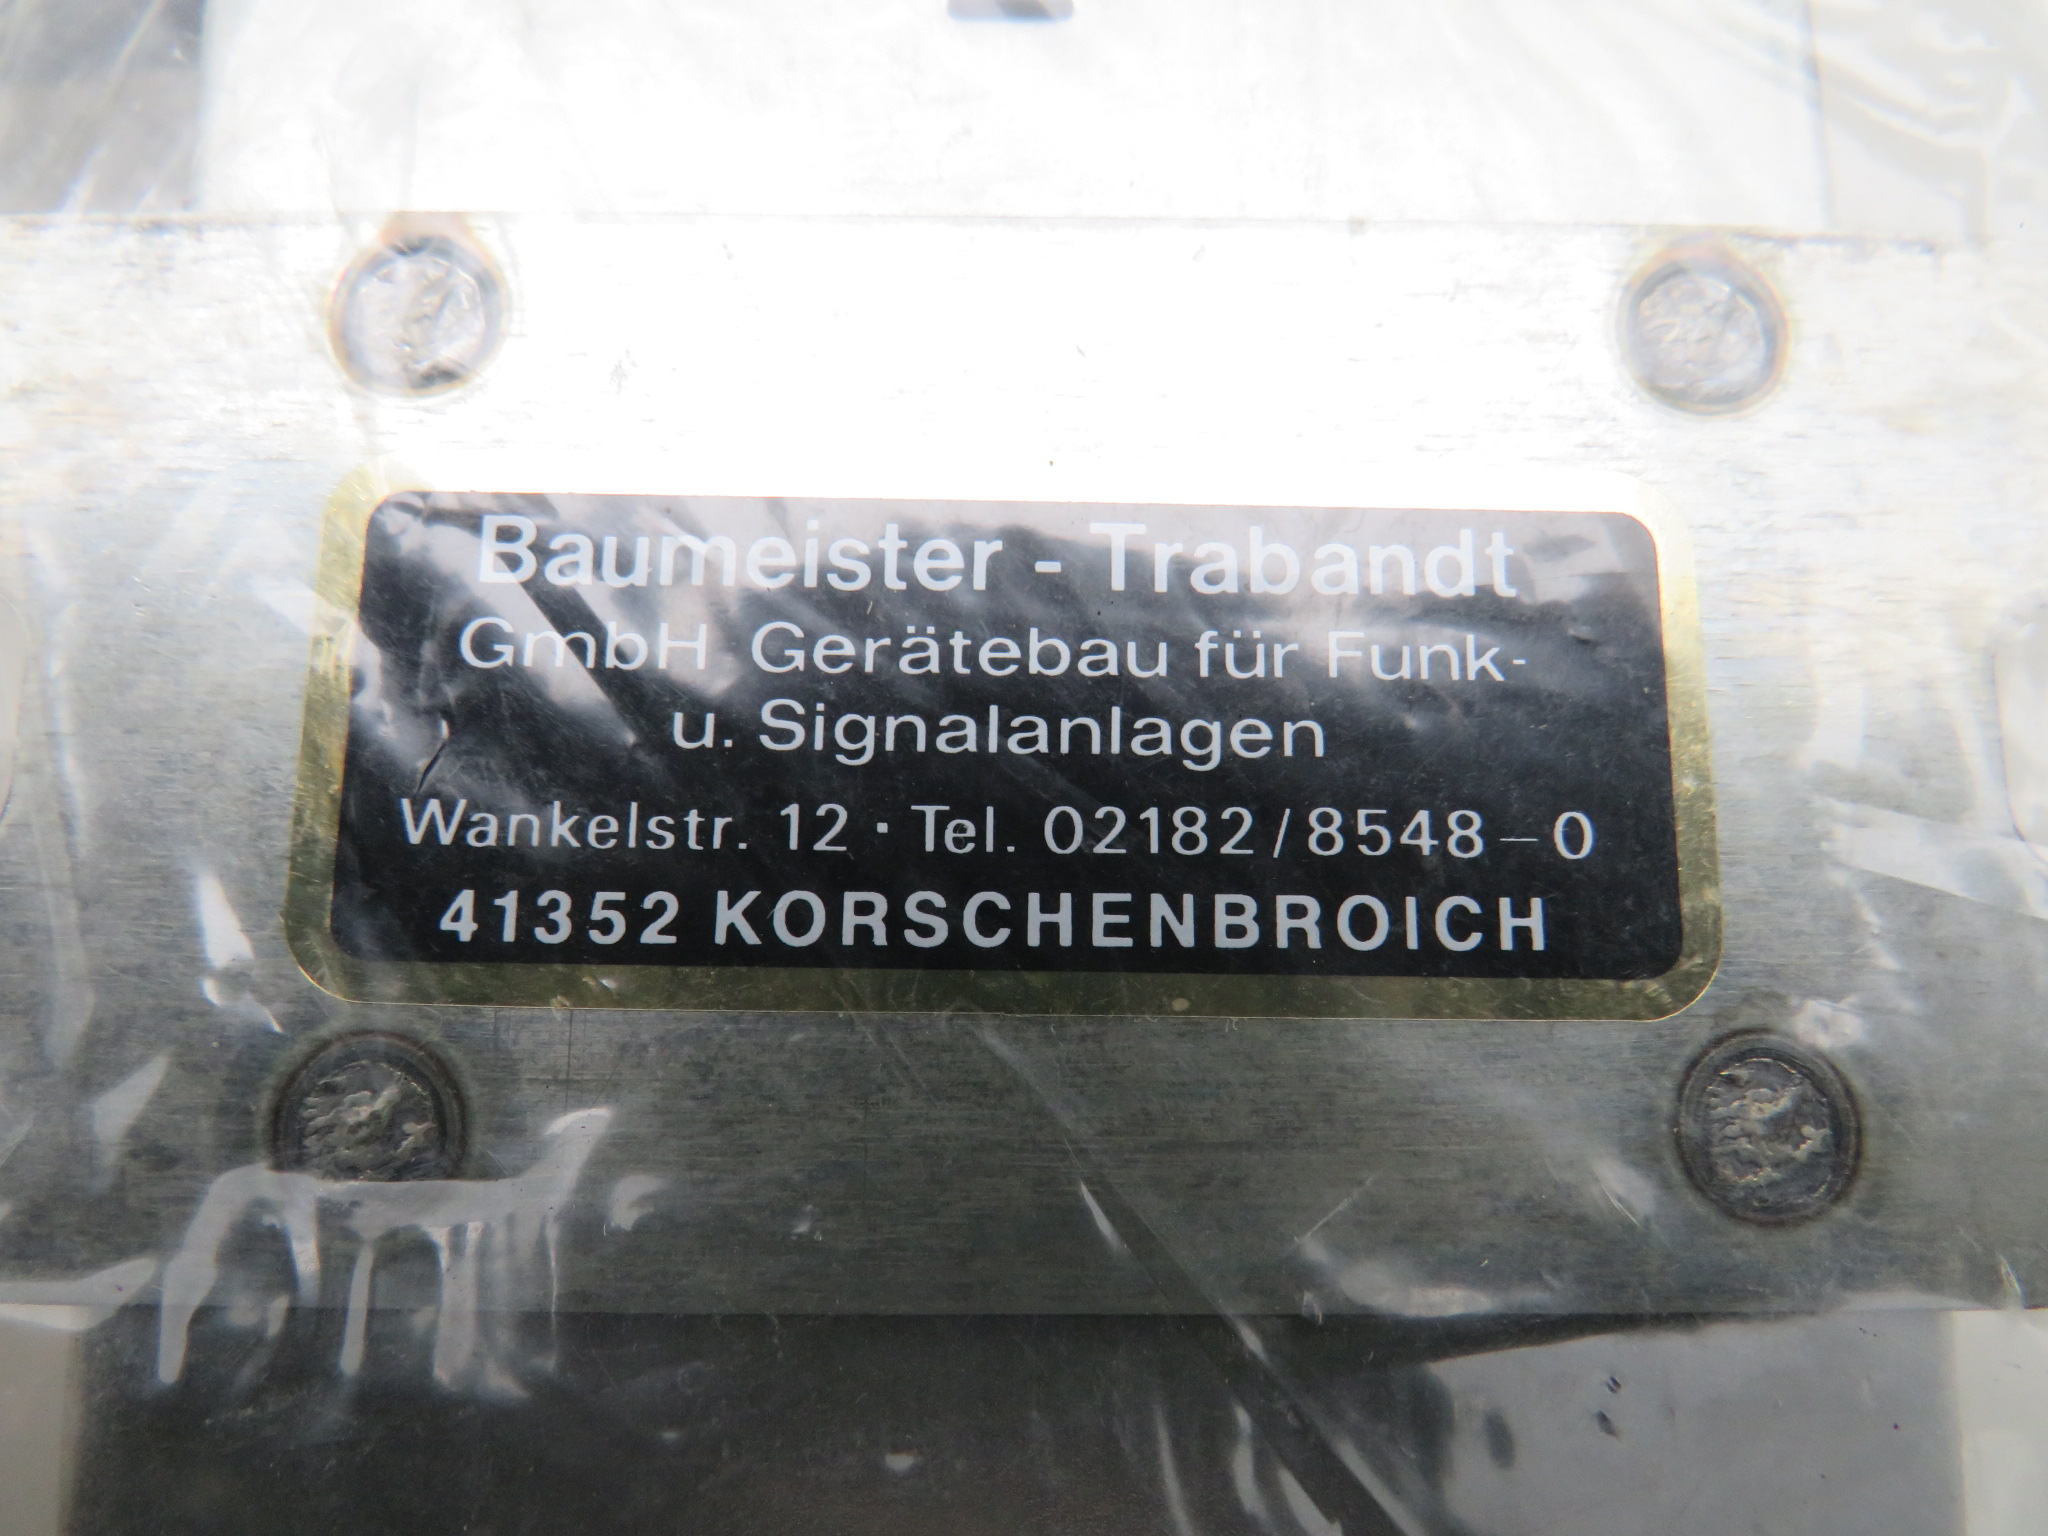 Baumeister - Trabandt
GmbH Gerätebau für Funk-
u. Signalanlagen
Wankelstr. 12 · Tel. 02182/8548-0
41352 KORSCHENBROICH